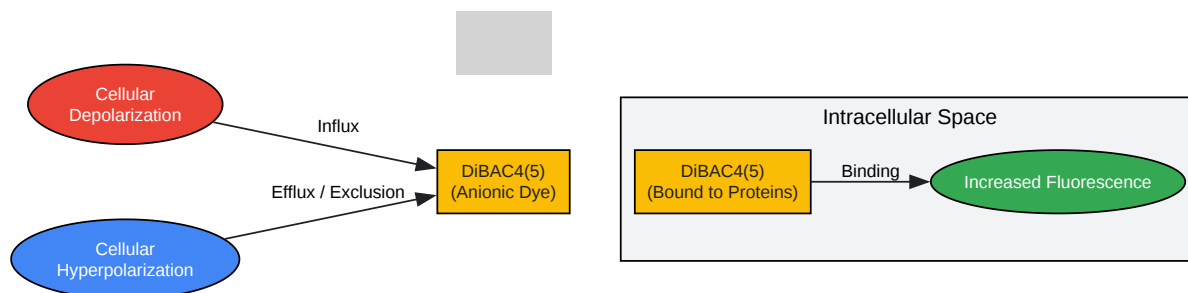 Cellular
Depolarization
Influx
Efflux / Exclusion
Cellular
Hyperpolarization
DiBAC4(5)
(Anionic Dye)
Intracellular Space
DiBAC4(5)
(Bound to Proteins)
Binding
Increased Fluorescence